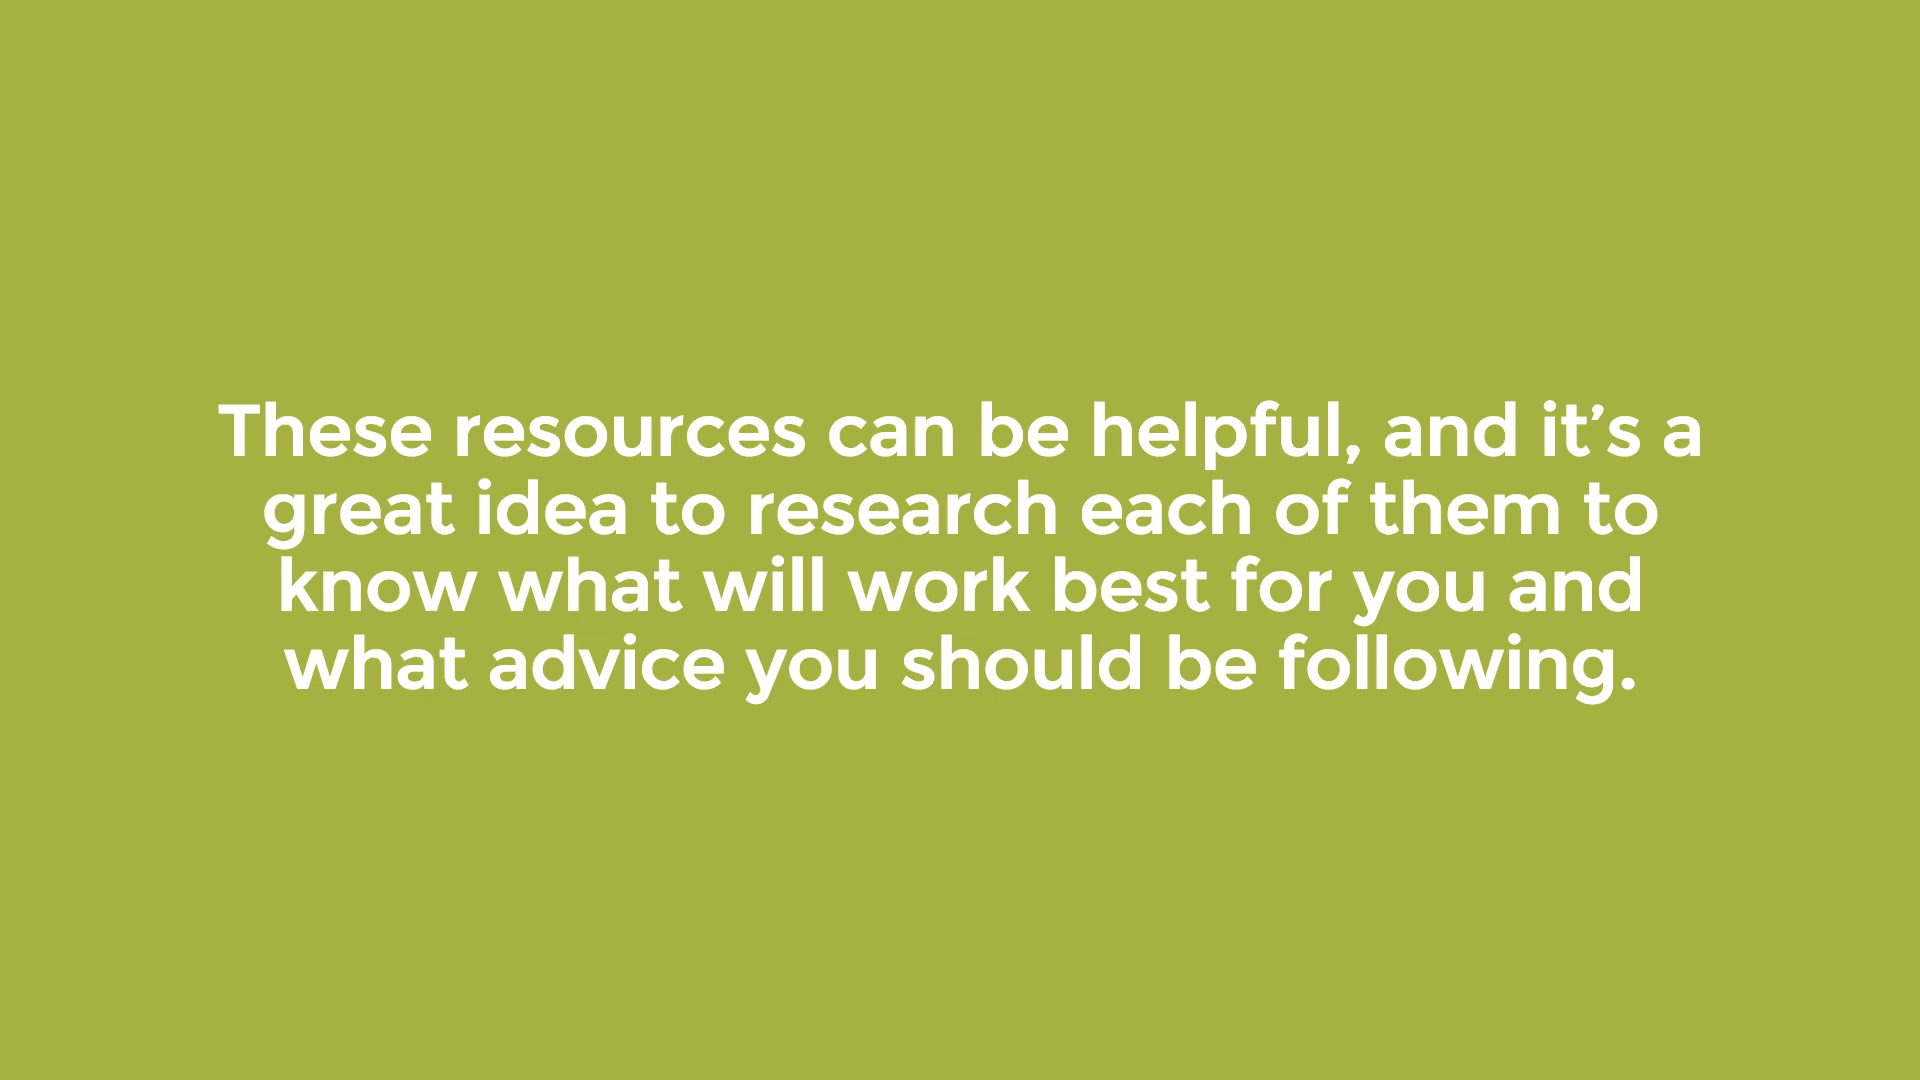 These resources can be helpful, and it’s a
great idea to research each of them to
know what will work best for you and
what advice you should be following.